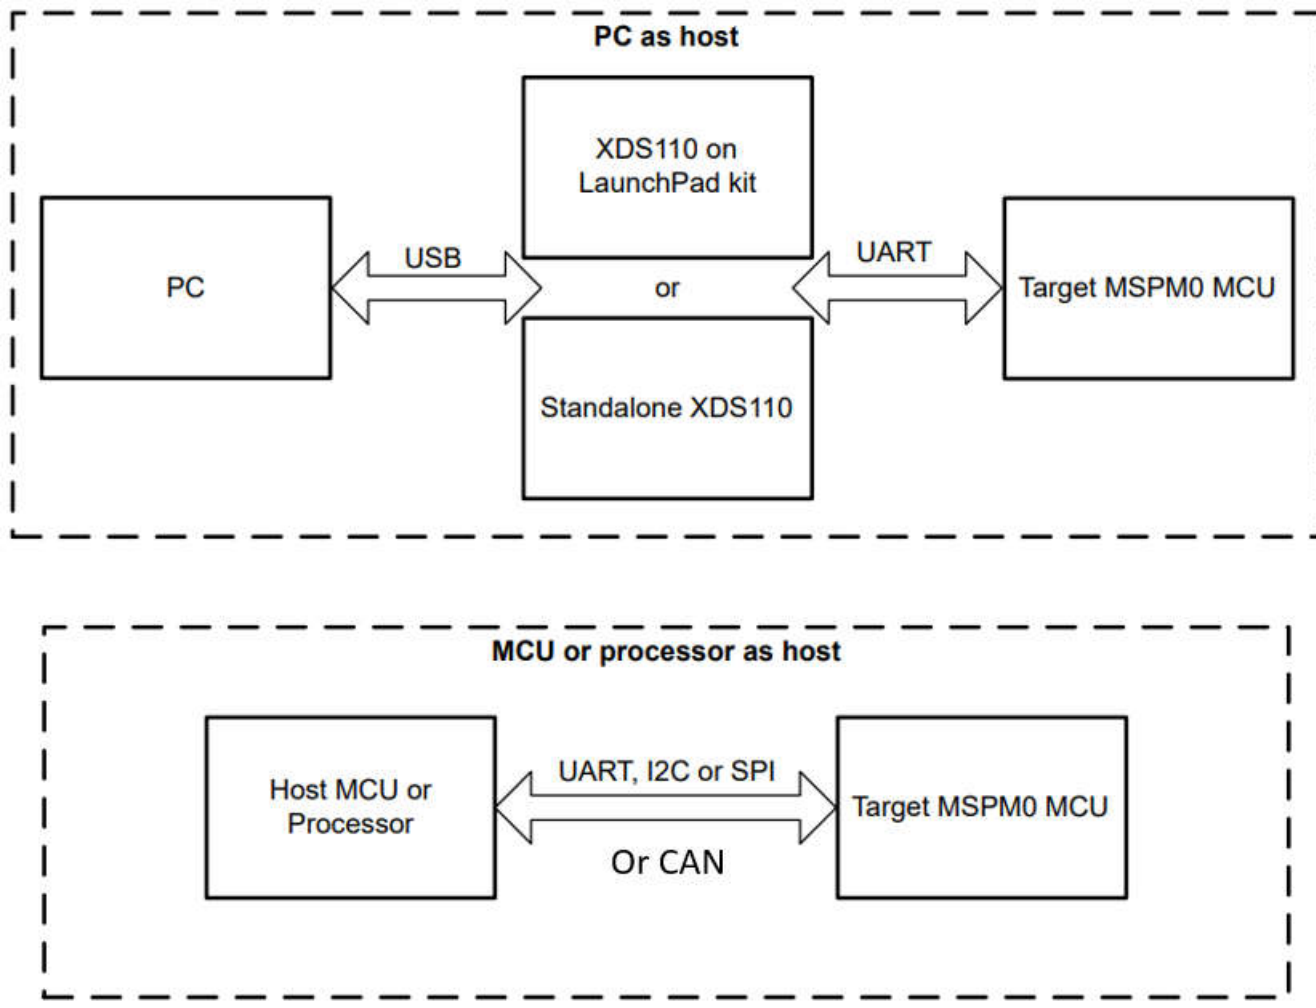 PC as host
XDS110 on
LaunchPad kit
PC
USB
or
UART
Target MSPM0 MCU
Standalone XDS110
MCU or processor as host
Host MCU or
Processor
UART, I2C or SPI
Or CAN
Target MSPM0 MCU